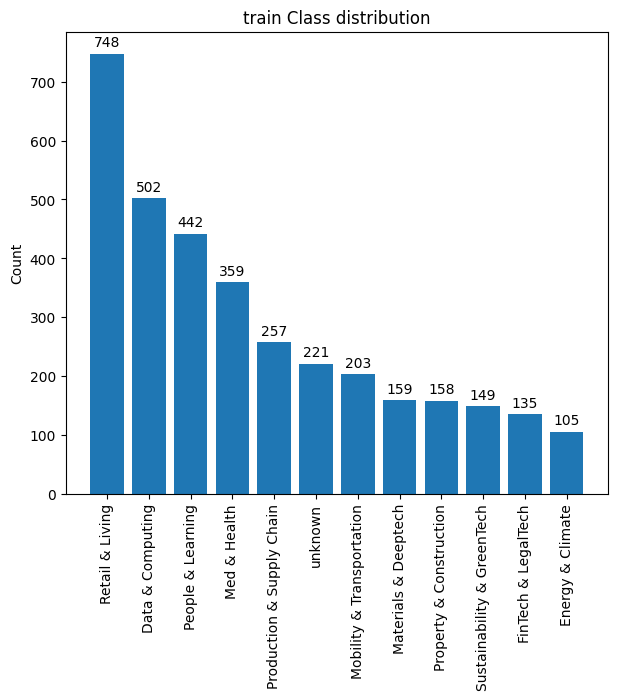 train Class distribution
748
700
600
502
500
442
400
359
300
257
221
203
200
159
158
149
135
105
100
0
Count
Retail & Living
Data & Computing
People & Learning
Med & Health
Production & Supply Chain
unknown
Mobility & Transportation
Materials & Deeptech
Property & Construction
Sustainability & GreenTech
FinTech & LegalTech
Energy & Climate